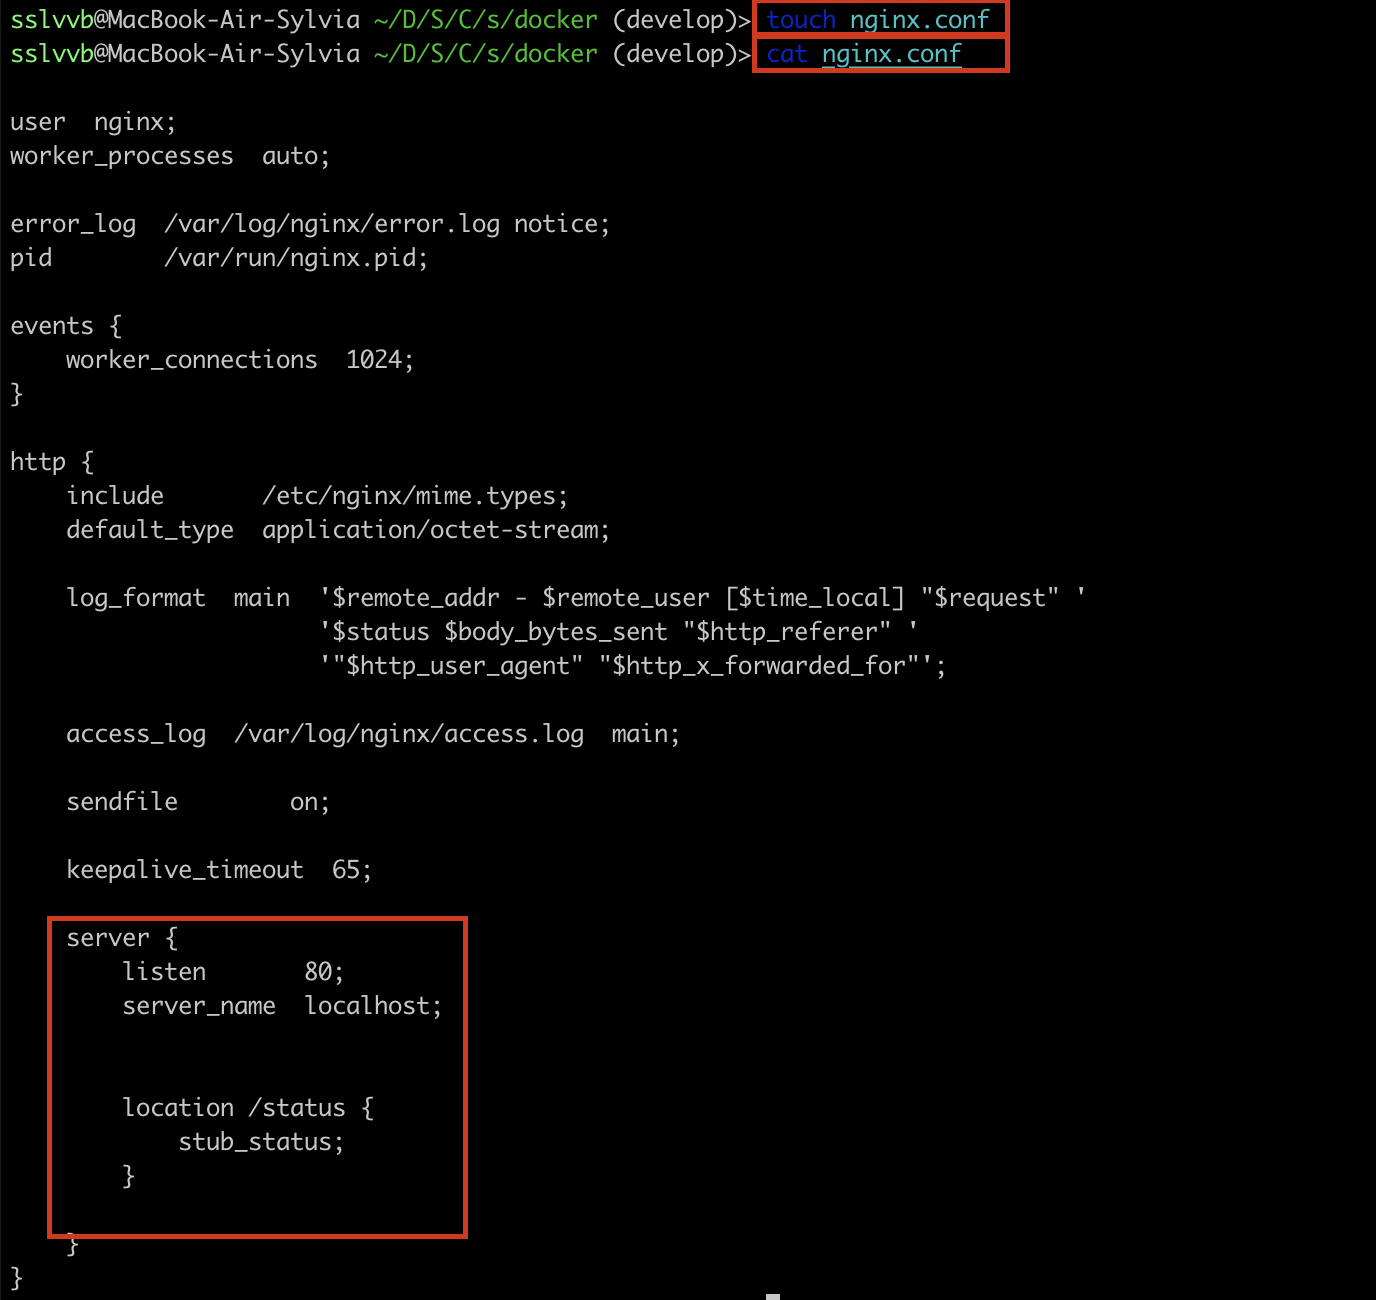 sslvvb@MacBook-Air-Sylvia ~/D/S/C/s/docker (develop)> touch nginx.conf
sslvvb@MacBook-Air-Sylvia ~/D/S/C/s/docker (develop)> cat nginx.conf

user  nginx;
worker_processes  auto;

error_log  /var/log/nginx/error.log notice;
pid        /var/run/nginx.pid;

events {
    worker_connections  1024;
}

http {
    include       /etc/nginx/mime.types;
    default_type  application/octet-stream;

    log_format  main  '$remote_addr - $remote_user [$time_local] "$request" '
                      '$status $body_bytes_sent "$http_referer" '
                      '"$http_user_agent" "$http_x_forwarded_for"';

    access_log  /var/log/nginx/access.log  main;

    sendfile        on;

    keepalive_timeout  65;

    server {
        listen       80;
        server_name  localhost;


        location /status {
            stub_status;
        }

    }
}